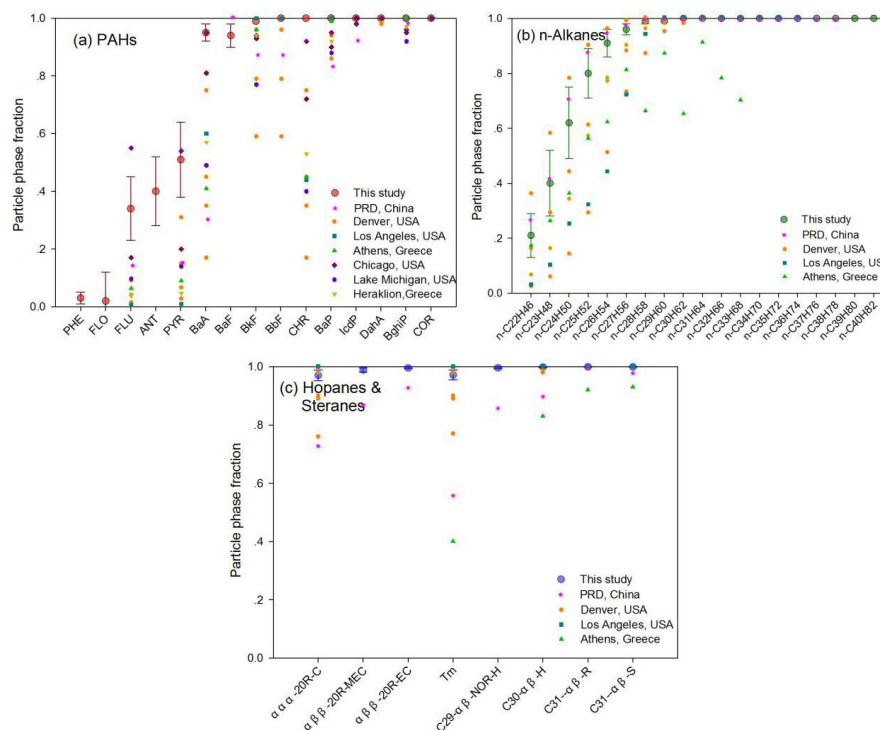 (a) PAHs
Particle phase fraction
1.0
.8
.6
.4
.2
0.0
This study
PRD, China
Denver, USA
Los Angeles, USA
Athens, Greece
Chicago, USA
Lake Michigan, USA
Heraklion,Greece
PHE
FLO
FLU
ANT
PYR
BaA
BaF
BkF
BbF
CHR
BaP
IcdP
DahA
BghiP
COR
(b) n-Alkanes
Particle phase fraction
1.0
.8
.6
.4
.2
0.0
This study
PRD, China
Denver, USA
Los Angeles, USA
Athens, Greece
n-C22H46
n-C23H48
n-C24H50
n-C25H52
n-C26H54
n-C27H56
n-C28H58
n-C29H60
n-C30H62
n-C31H64
n-C32H66
n-C33H68
n-C34H70
n-C35H72
n-C36H74
n-C37H76
n-C38H78
n-C39H80
n-C40H82
(c) Hopanes &
Steranes
Particle phase fraction
1.0
.8
.6
.4
.2
0.0
This study
PRD, China
Denver, USA
Los Angeles, USA
Athens, Greece
α α α -20R-C
α β β -20R-MEC
α β β -20R-EC
Tm
C29-α β -NOR-H
C30-α β -H
C31--α β -R
C31--α β -S